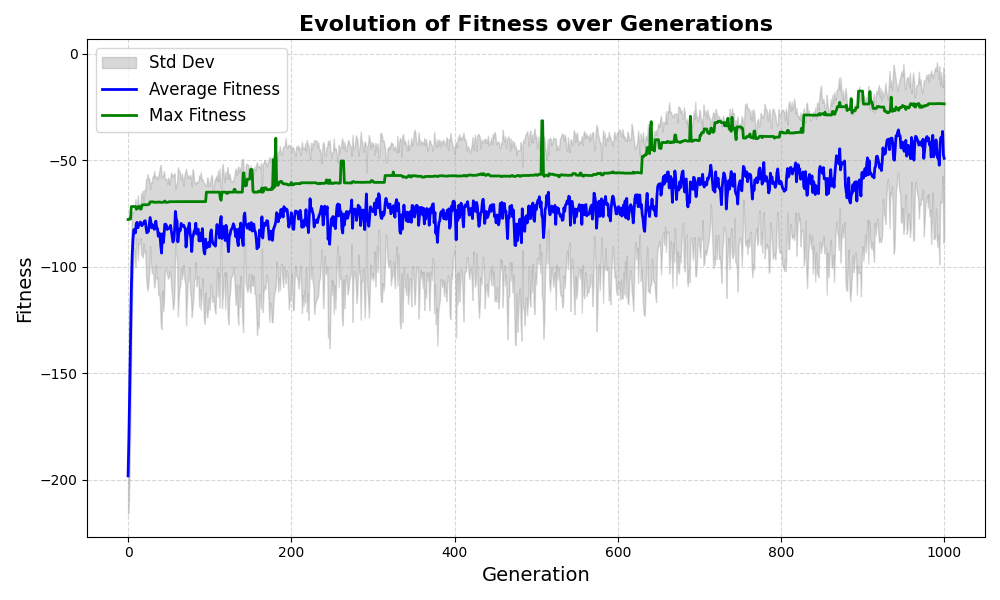 Evolution of Fitness over Generations
Std Dev
Average Fitness
Max Fitness
0
−50
−100
−150
−200
Fitness
0 200 400 600 800 1000
Generation